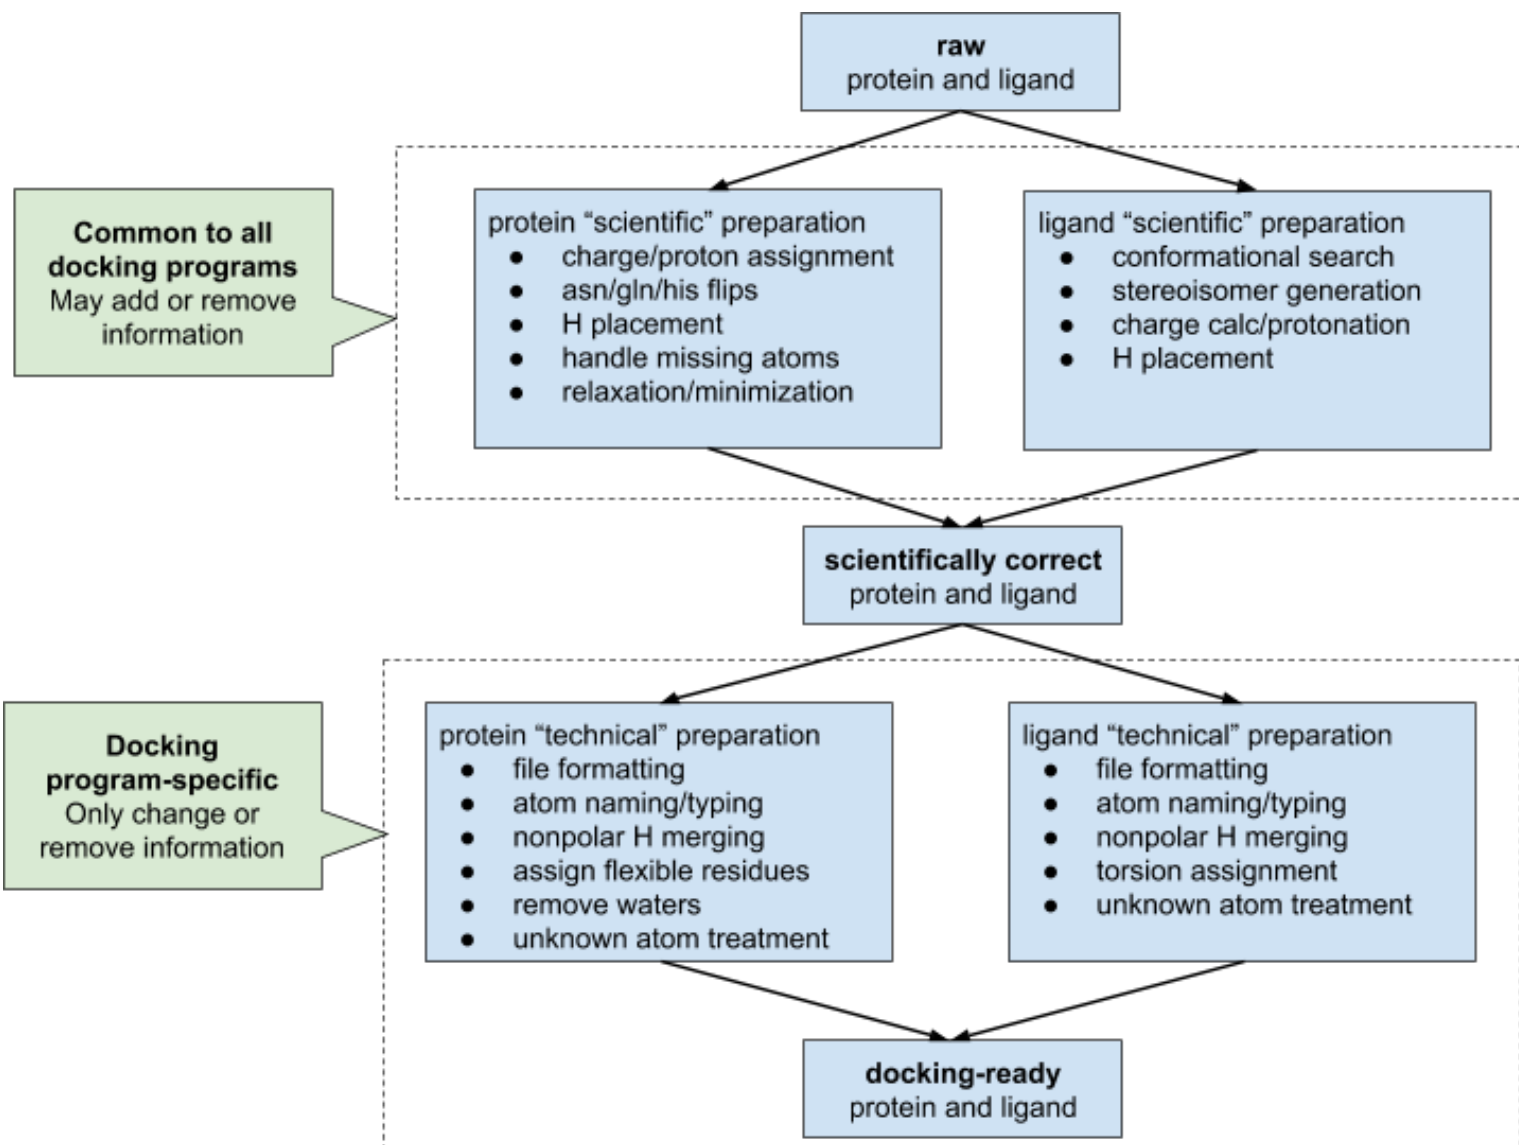 raw
protein and ligand
Common to all
docking programs
May add or remove
information
protein “scientific” preparation
● charge/proton assignment
● asn/gln/his flips
● H placement
● handle missing atoms
● relaxation/minimization
ligand “scientific” preparation
● conformational search
● stereoisomer generation
● charge calc/protonation
● H placement
scientifically correct
protein and ligand
Docking
program-specific
Only change or
remove information
protein “technical” preparation
● file formatting
● atom naming/typing
● nonpolar H merging
● assign flexible residues
● remove waters
● unknown atom treatment
ligand “technical” preparation
● file formatting
● atom naming/typing
● nonpolar H merging
● torsion assignment
● unknown atom treatment
docking-ready
protein and ligand